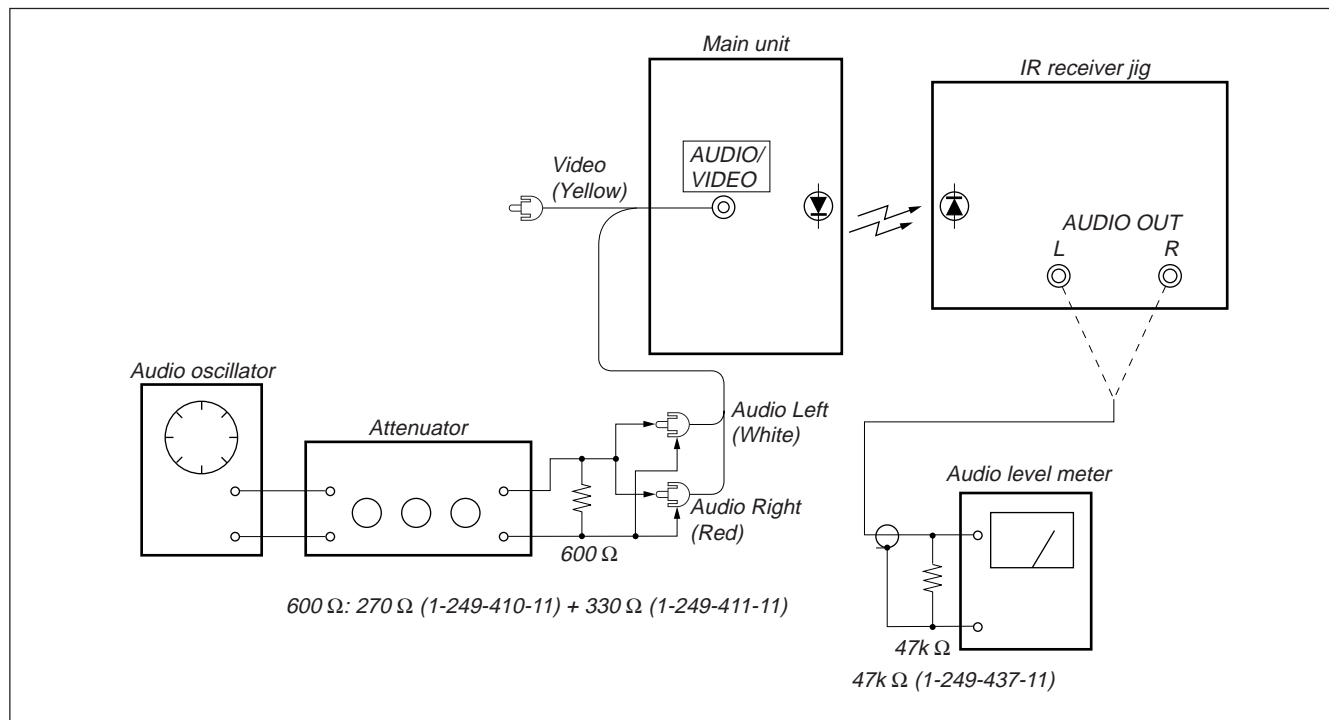 Main unit
IR receiver jig
Video
(Yellow)
AUDIO/
VIDEO
AUDIO OUT
L R
Audio oscillator
Attenuator
Audio Left
(White)
Audio Right
(Red)
600 Ω
600 Ω: 270 Ω (1-249-410-11) + 330 Ω (1-249-411-11)
Audio level meter
47k Ω
47k Ω (1-249-437-11)